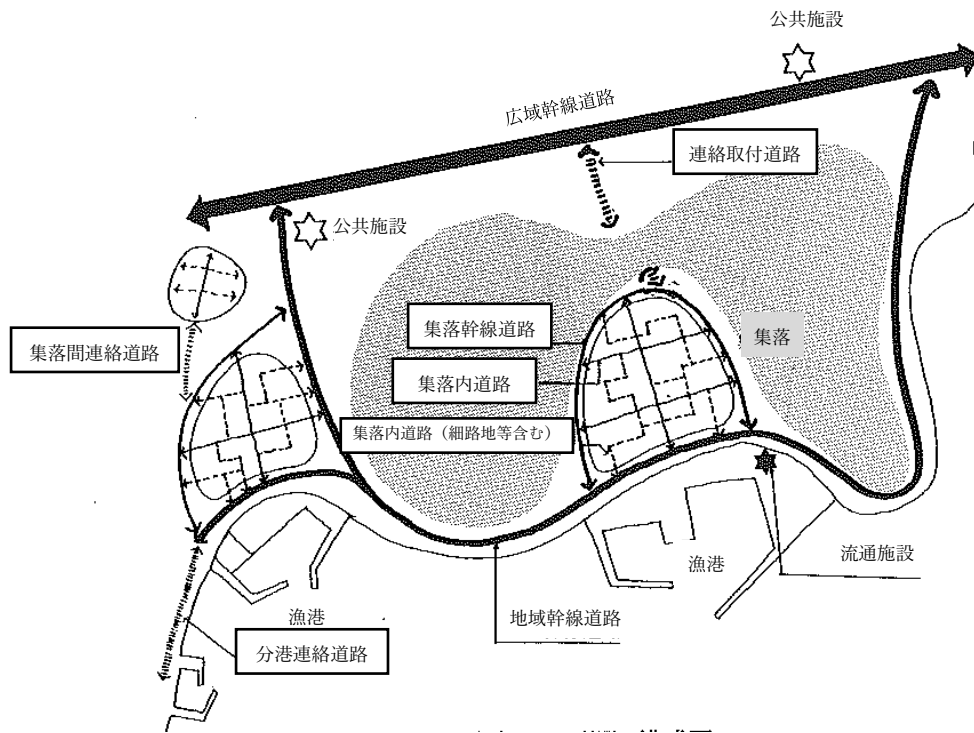 公共施設
広域幹線道路
連絡取付道路
公共施設
集落幹線道路
集落
集落間連絡道路
集落内道路
集落内道路（細路地等含む）
流通施設
漁港
漁港
地域幹線道路
分港連絡道路